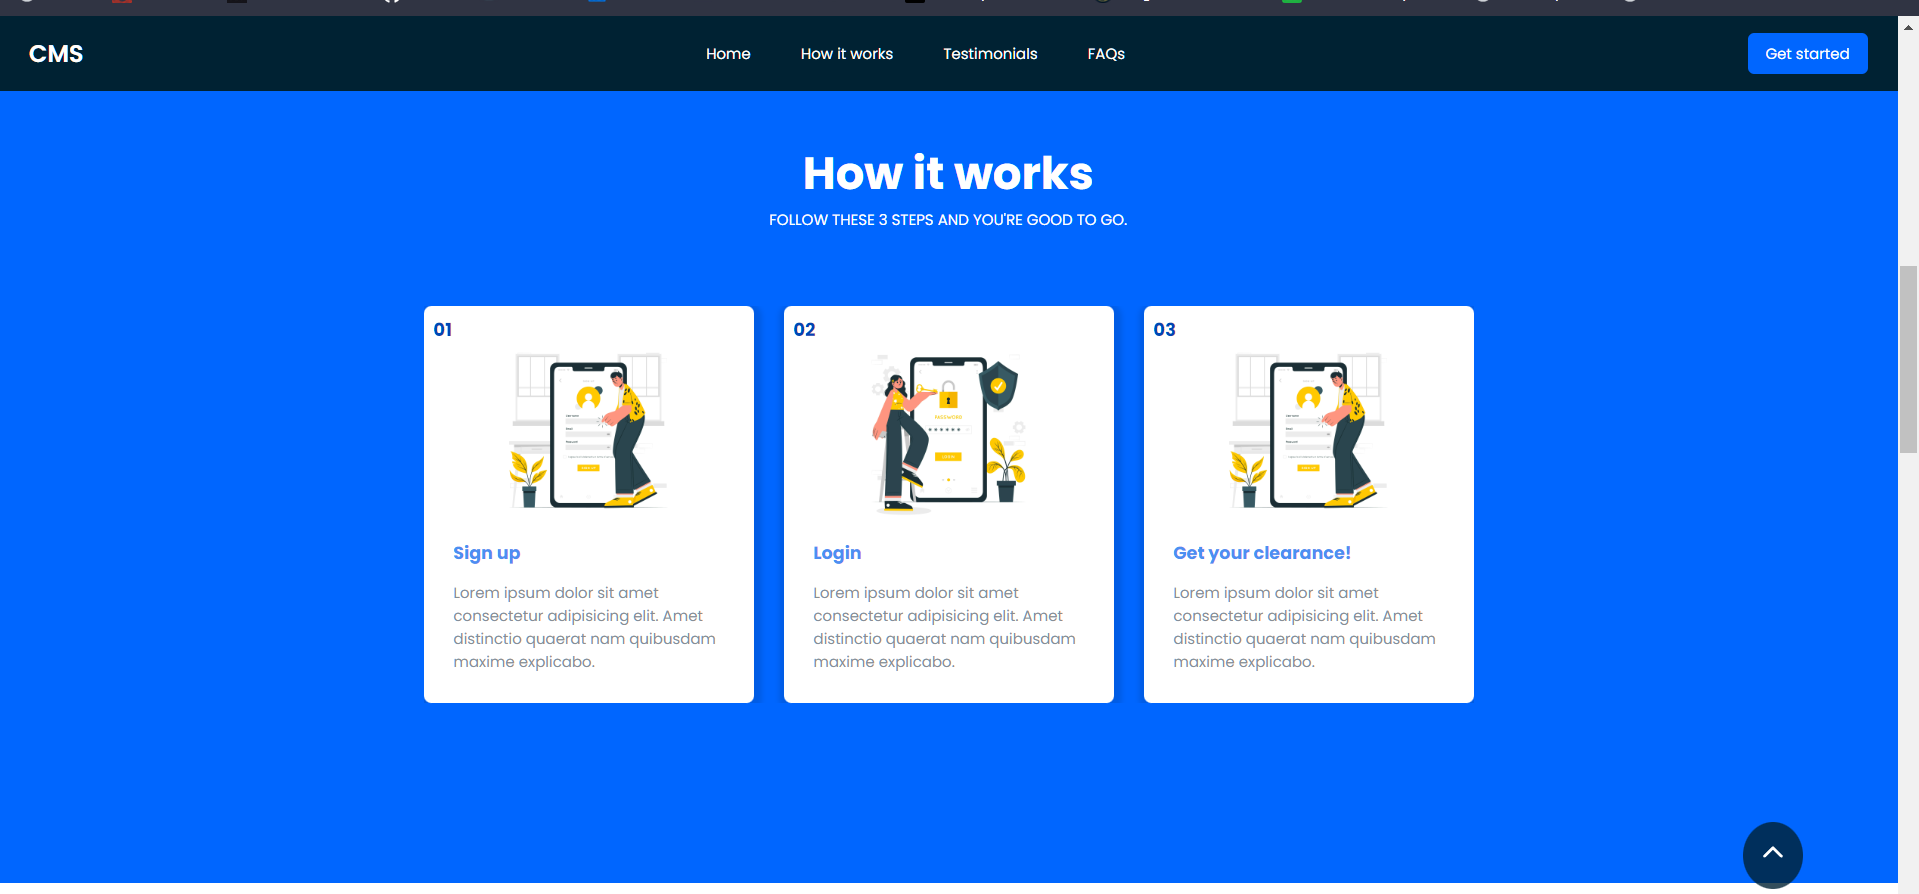 CMS
Home
How it works
Testimonials
FAQs
Get started
How it works
FOLLOW THESE 3 STEPS AND YOU'RE GOOD TO GO.
01
02
03
Sign up
Lorem ipsum dolor sit amet
consectetur adipisicing elit. Amet
distinctio quaerat nam quibusdam
maxime explicabo.
Login
Lorem ipsum dolor sit amet
consectetur adipisicing elit. Amet
distinctio quaerat nam quibusdam
maxime explicabo.
Get your clearance!
Lorem ipsum dolor sit amet
consectetur adipisicing elit. Amet
distinctio quaerat nam quibusdam
maxime explicabo.